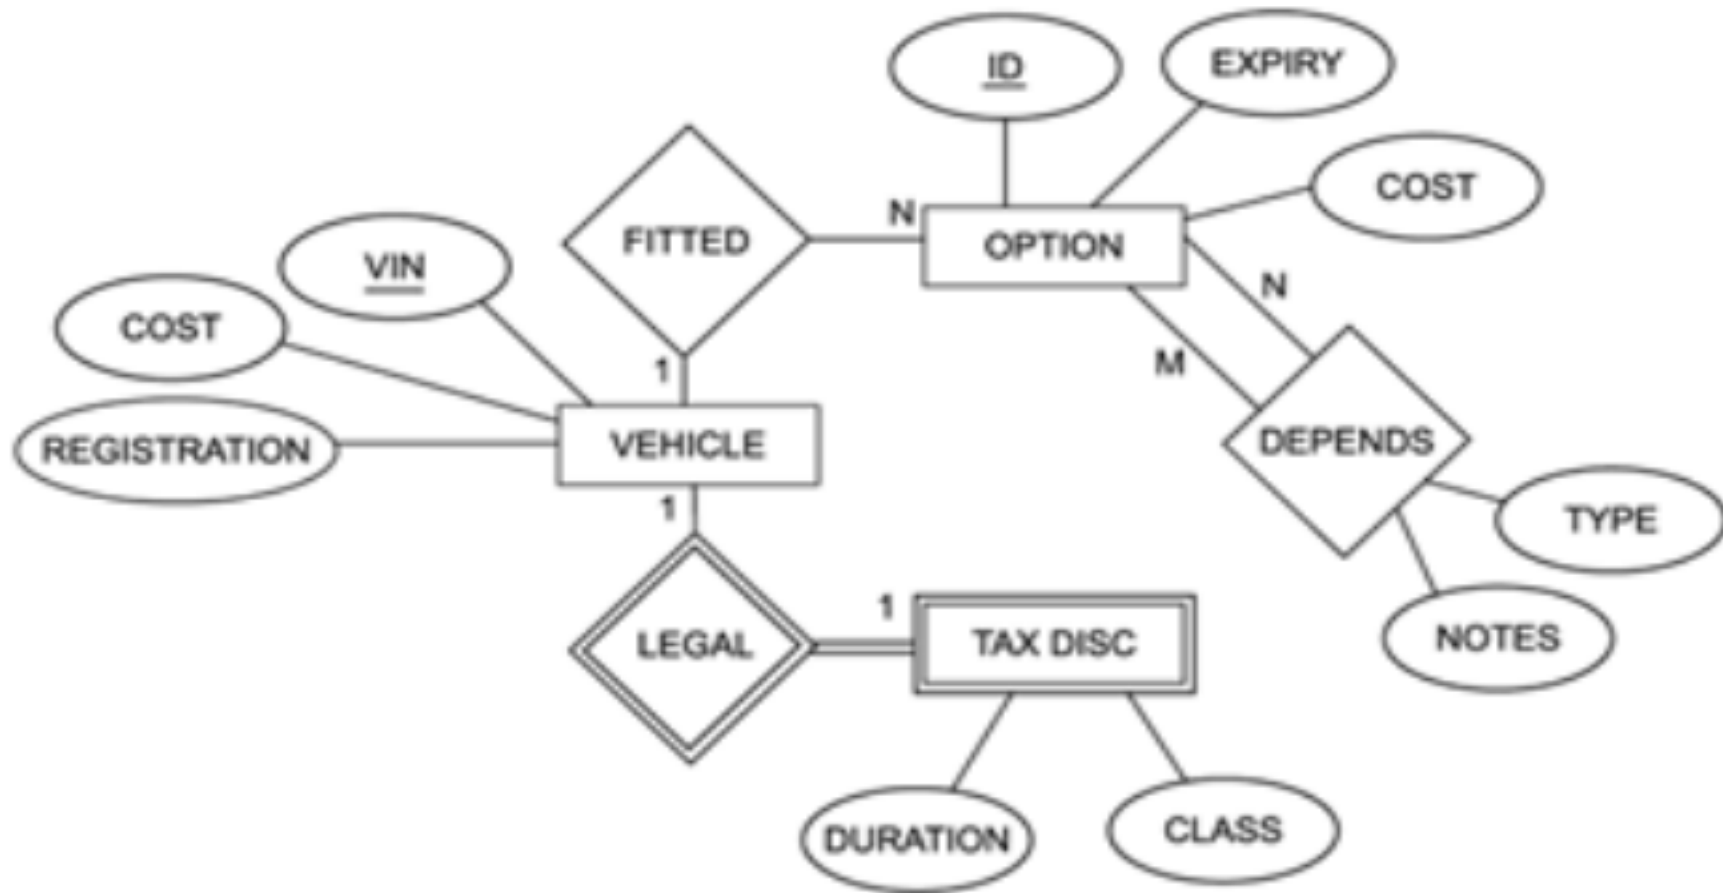 ID
EXPIRY
COST
FITTED
N
OPTION
VIN
COST
N
1
M
REGISTRATION
VEHICLE
DEPENDS
1
TYPE
1
LEGAL
TAX DISC
NOTES
DURATION
CLASS